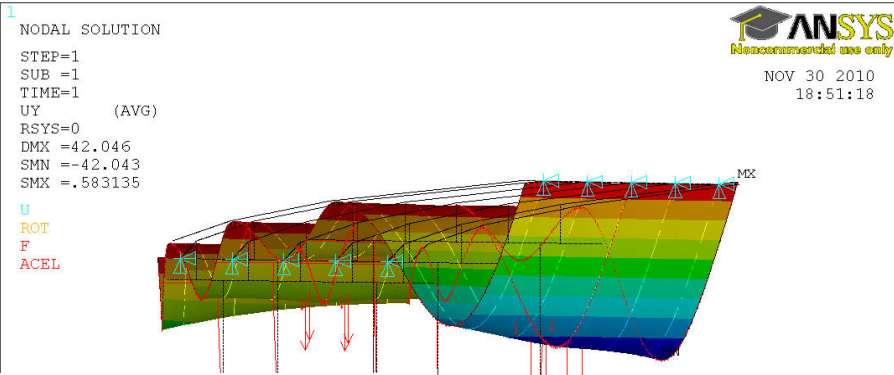 1
NODAL SOLUTION
STEP=1
SUB =1
TIME=1
UY (AVG)
RSYS=0
DMX =42.046
SMN =-42.043
SMX =.583135
U
ROT
F
ACEL
ANSYS
Noncommercial use only
NOV 30 2010
18:51:18
MX